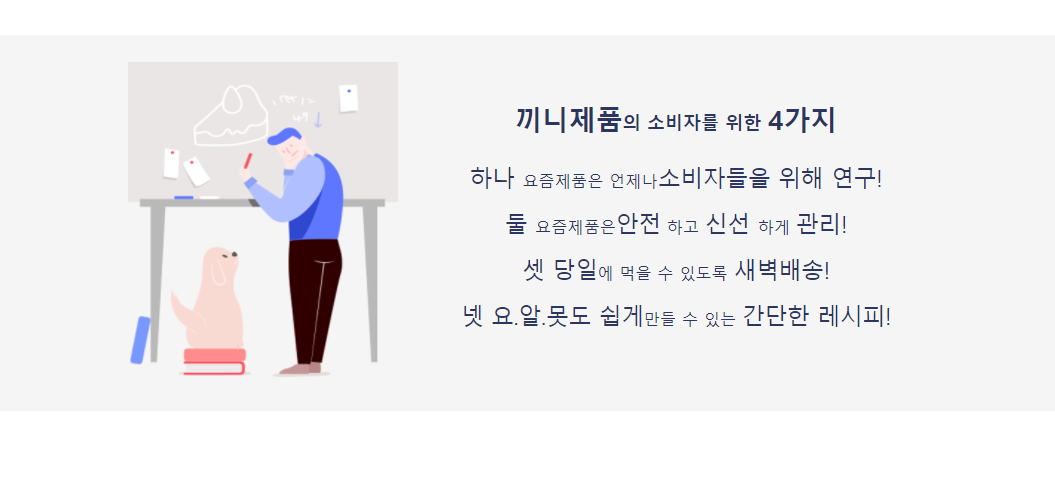 끼니제품의 소비자를 위한 4가지
하나 요즘제품은 언제나소비자들을 위해 연구!
둘 요즘제품은안전 하고 신선 하게 관리!
셋 당일에 먹을 수 있도록 새벽배송!
넷 요.알.못도 쉽게만들 수 있는 간단한 레시피!